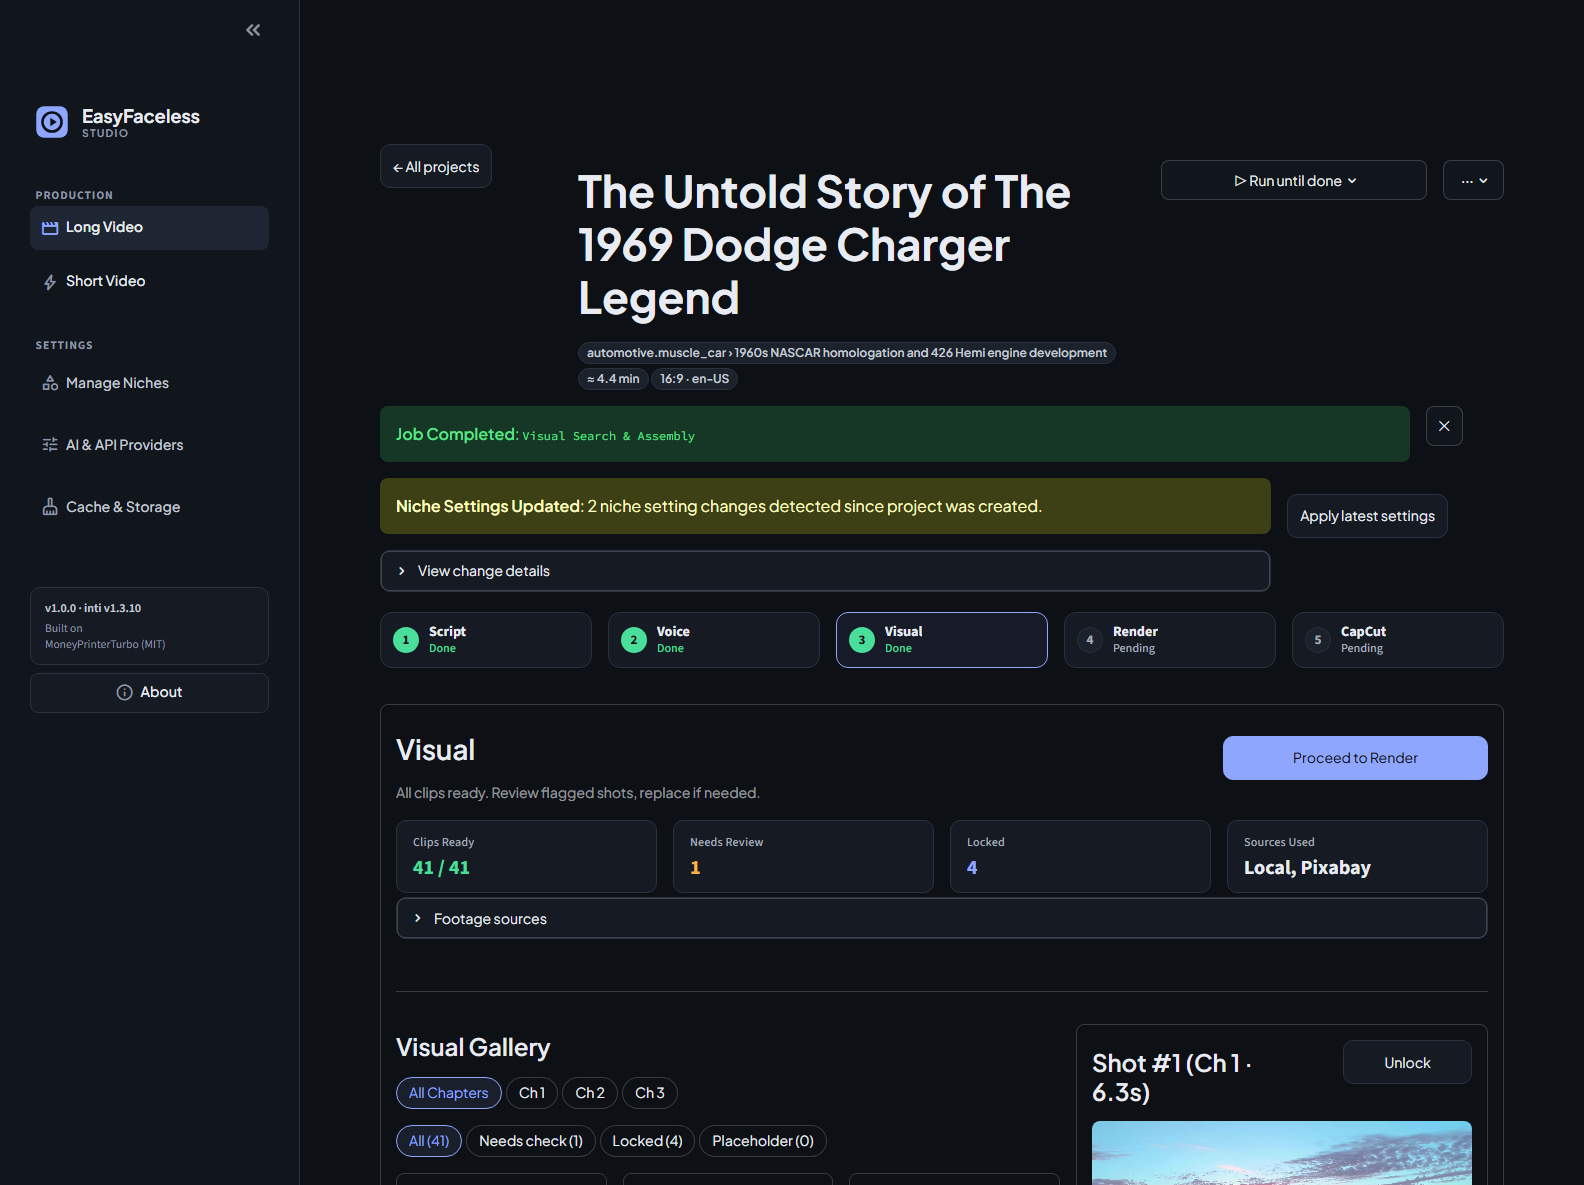 EasyFaceless
STUDIO
PRODUCTION
Long Video
Short Video
SETTINGS
Manage Niches
AI & API Providers
Cache & Storage
v1.0.0 · inti v1.3.10
Built on
MoneyPrinterTurbo (MIT)
About
← All projects
The Untold Story of The
1969 Dodge Charger
Legend
automotive.muscle_car › 1960s NASCAR homologation and 426 Hemi engine development
≈ 4.4 min
16:9 · en-US
▷ Run until done
···
Job Completed: Visual Search & Assembly
Niche Settings Updated: 2 niche setting changes detected since project was created.
Apply latest settings
View change details
1
Script
Done
2
Voice
Done
3
Visual
Done
4
Render
Pending
5
CapCut
Pending
Visual
Proceed to Render
All clips ready. Review flagged shots, replace if needed.
Clips Ready
41 / 41
Needs Review
1
Locked
4
Sources Used
Local, Pixabay
Footage sources
Visual Gallery
All Chapters
Ch 1
Ch 2
Ch 3
All (41)
Needs check (1)
Locked (4)
Placeholder (0)
Shot #1 (Ch 1 ·
6.3s)
Unlock